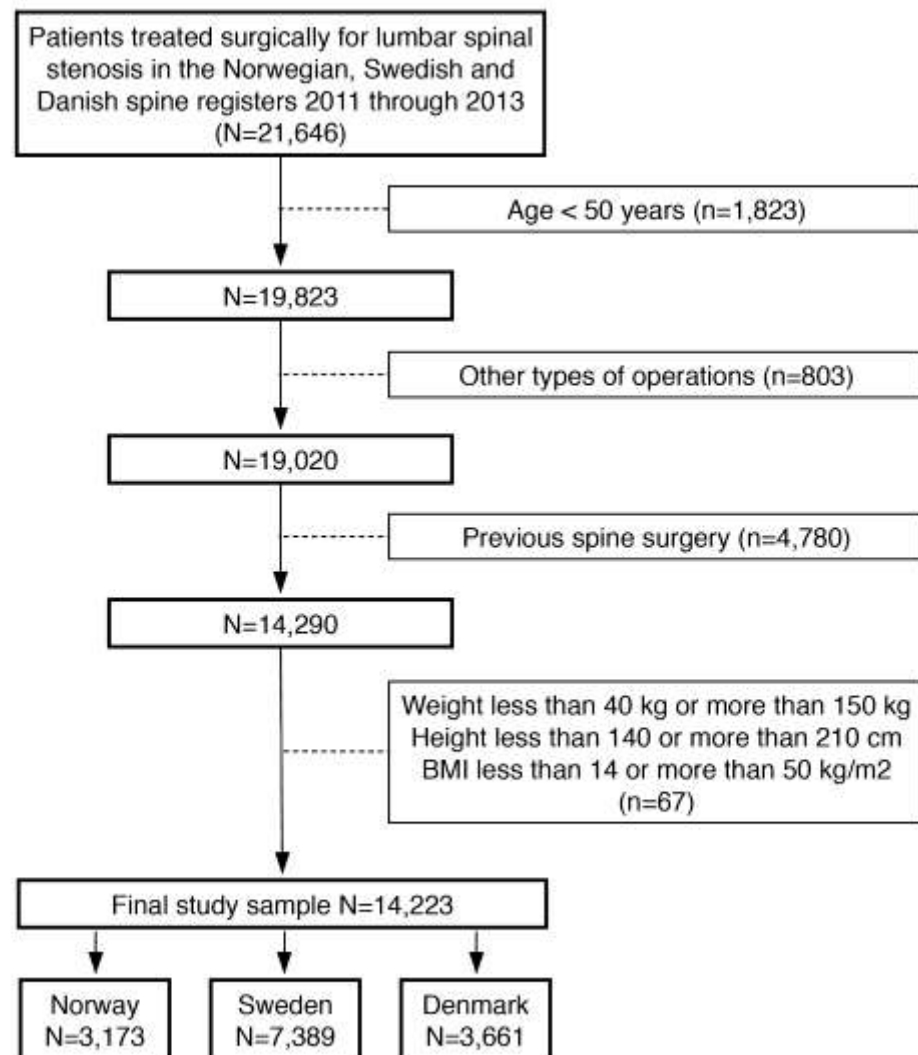 Patients treated surgically for lumbar spinal
stenosis in the Norwegian, Swedish and
Danish spine registers 2011 through 2013
(N=21,646)
Age < 50 years (n=1,823)
N=19,823
Other types of operations (n=803)
N=19,020
Previous spine surgery (n=4,780)
N=14,290
Weight less than 40 kg or more than 150 kg
Height less than 140 or more than 210 cm
BMI less than 14 or more than 50 kg/m2
(n=67)
Final study sample N=14,223
Norway
N=3,173
Sweden
N=7,389
Denmark
N=3,661